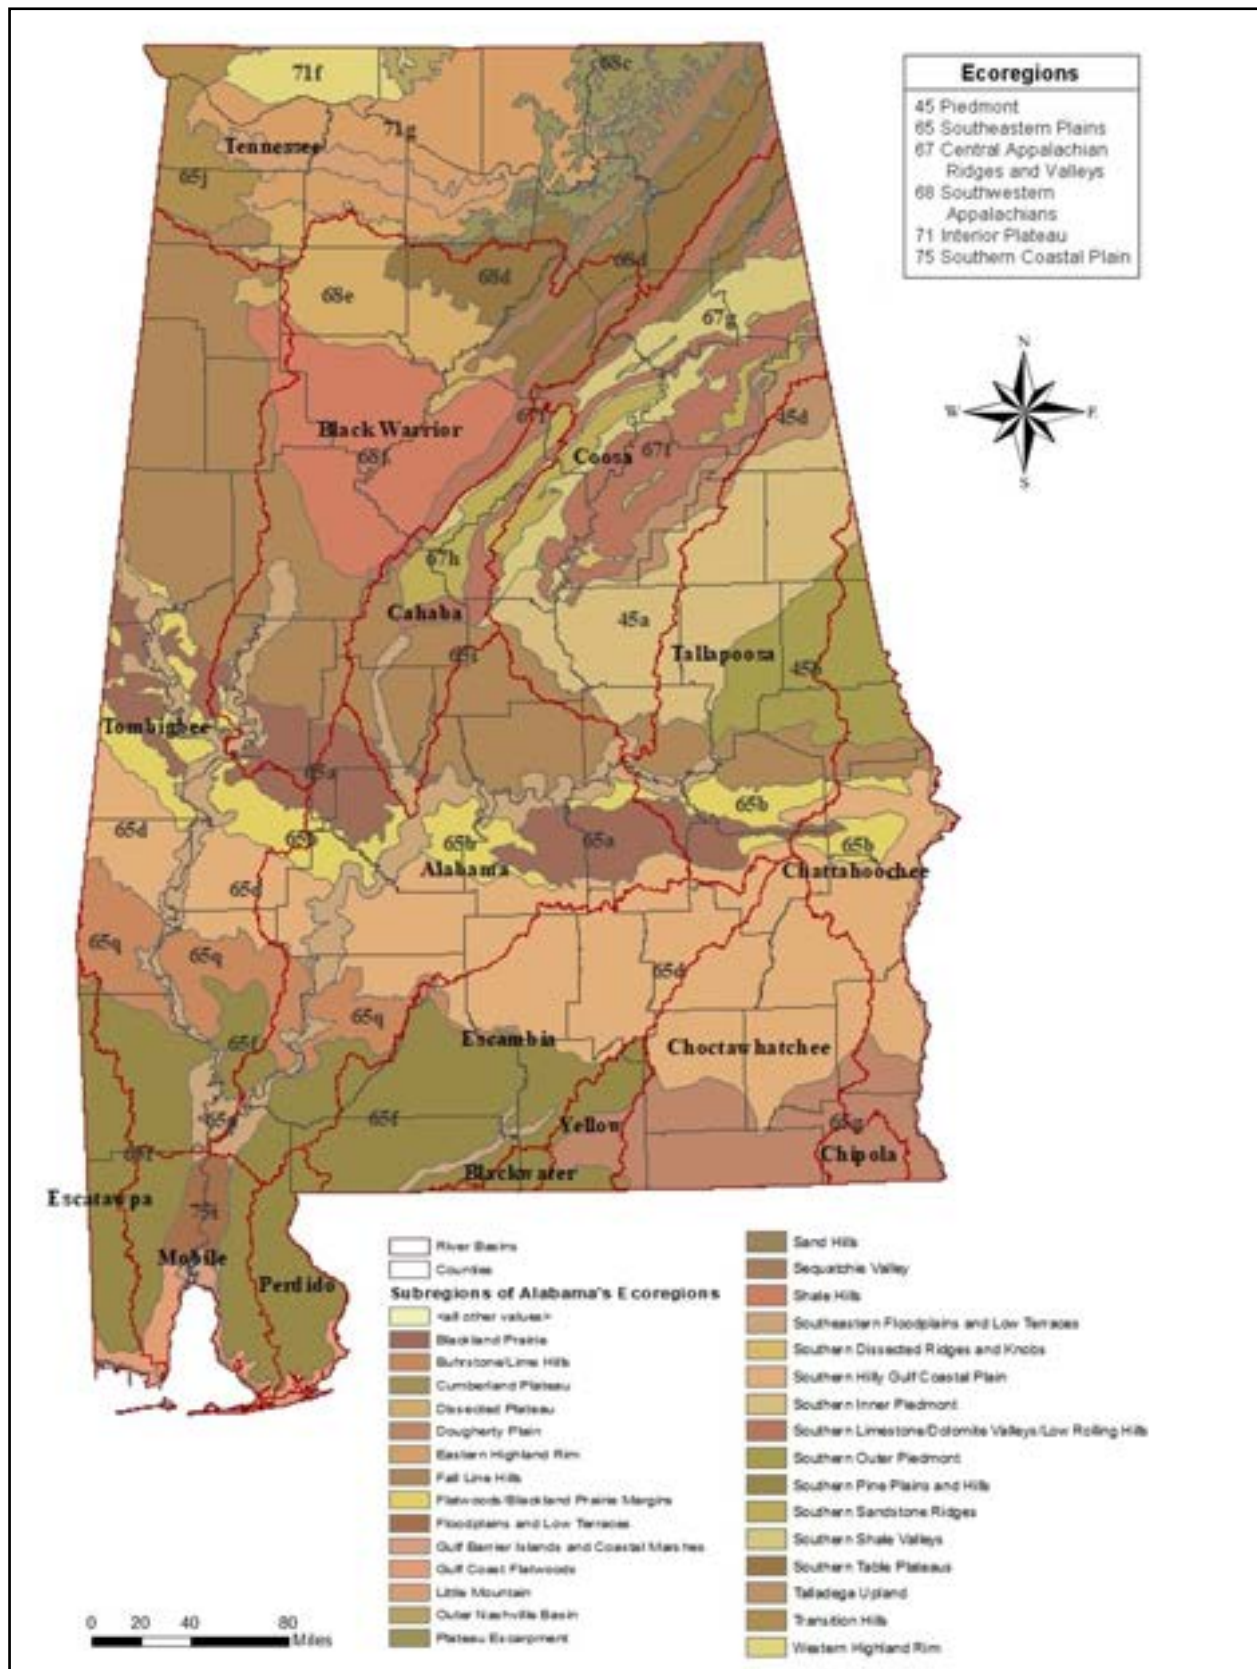 Ecoregions
45 Piedmont
65 Southeastern Plains
67 Central Appalachian
Ridges and Valleys
68 Southwestern
Appalachians
71 Interior Plateau
75 Southern Coastal Plain
N
W
E
S
71f
68c
71g
Tennessee
65j
68d
68d
68e
67g
67f
45d
Black Warrior
68f
Coosa
67f
67h
Cahaba
65i
45a
Tallapoosa
45b
Tombigbee
65a
65b
65d
65b
65b
65a
65b
Alabama
Chattahoochee
65d
65q
65q
65d
65q
65f
Escambia
Choctawhatchee
65f
Yellow
65g
Chipola
Blackwater
65f
Escatawpa
75i
Mobile
Perdido
River Basins
Counties
Subregions of Alabama's Ecoregions
<all other values>
Blackland Prairie
Buhrstone/Lime Hills
Cumberland Plateau
Dissected Plateau
Dougherty Plain
Eastern Highland Rim
Fall Line Hills
Flatwoods/Blackland Prairie Margins
Floodplains and Low Terraces
Gulf Barrier Islands and Coastal Marshes
Gulf Coast Flatwoods
Little Mountain
Outer Nashville Basin
Plateau Escarpment
Sand Hills
Sequatchie Valley
Shale Hills
Southeastern Floodplains and Low Terraces
Southern Dissected Ridges and Knobs
Southern Hilly Gulf Coastal Plain
Southern Inner Piedmont
Southern Limestone/Dolomite Valleys/Low Rolling Hills
Southern Outer Piedmont
Southern Pine Plains and Hills
Southern Sandstone Ridges
Southern Shale Valleys
Southern Table Plateaus
Talladega Upland
Transition Hills
Western Highland Rim
0 20 40 80
Miles